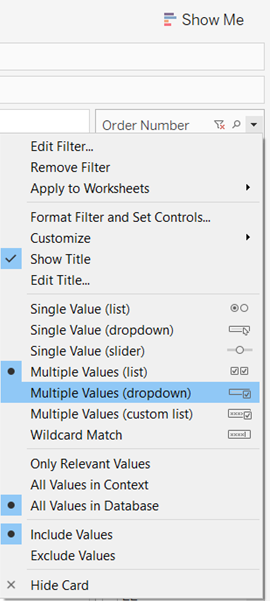 Show Me
Order Number
Edit Filter...
Remove Filter
Apply to Worksheets
Format Filter and Set Controls...
Customize
Show Title
Edit Title...
Single Value (list)
Single Value (dropdown)
Single Value (slider)
Multiple Values (list)
Multiple Values (dropdown)
Multiple Values (custom list)
Wildcard Match
Only Relevant Values
All Values in Context
All Values in Database
Include Values
Exclude Values
Hide Card